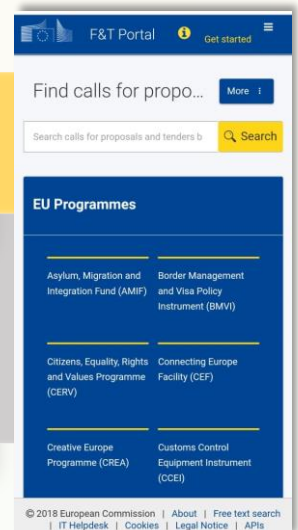 F&T Portal
Get started
Find calls for propo...
More
Search calls for proposals and tenders b
Search
EU Programmes
Asylum, Migration and
Integration Fund (AMIF)
Border Management
and Visa Policy
Instrument (BMVI)
Citizens, Equality, Rights
and Values Programme
(CERV)
Connecting Europe
Facility (CEF)
Creative Europe
Programme (CREA)
Customs Control
Equipment Instrument
(CCEI)
© 2018 European Commission | About | Free text search
| IT Helpdesk | Cookies | Legal Notice | APIs